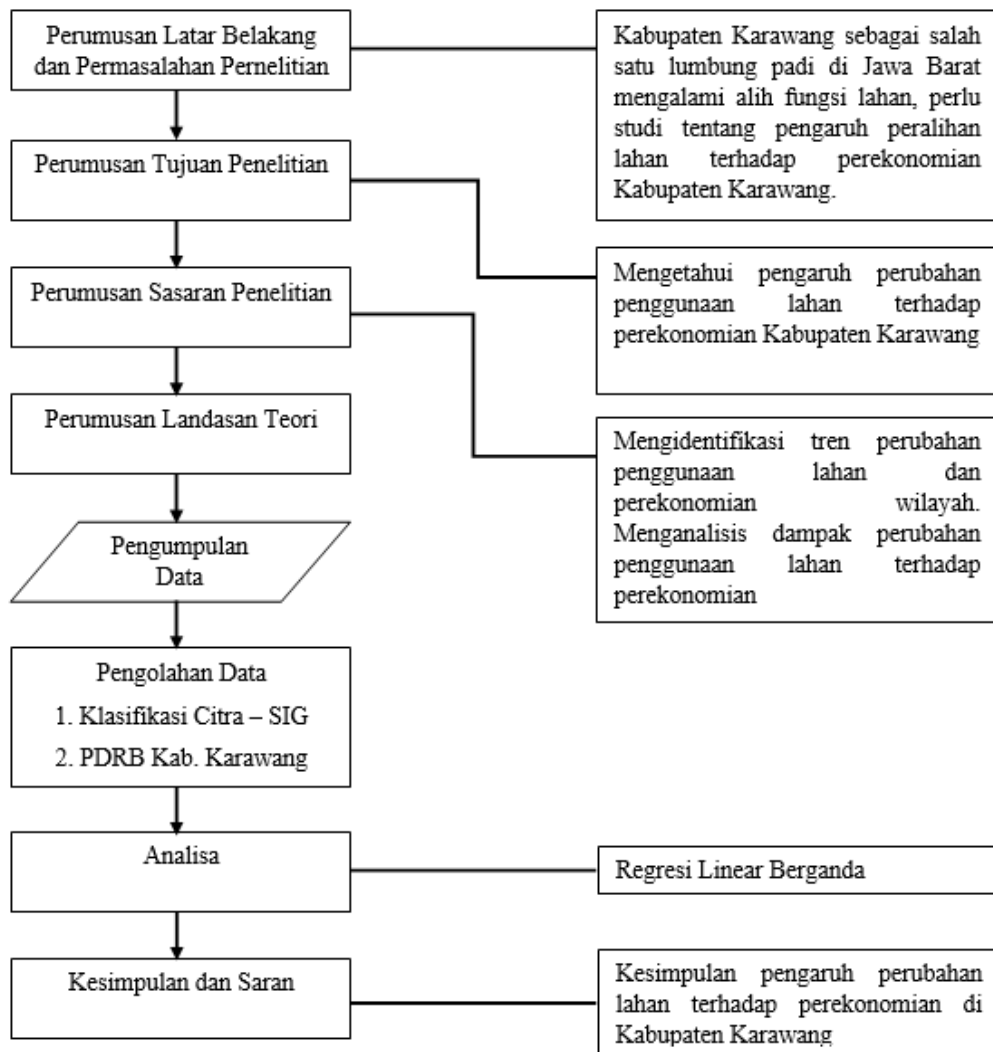 Perumusan Latar Belakang
dan Permasalahan Pernelitian
Kabupaten Karawang sebagai salah
satu lumbung padi di Jawa Barat
mengalami alih fungsi lahan, perlu
studi tentang pengaruh peralihan
lahan terhadap perekonomian
Kabupaten Karawang.
Perumusan Tujuan Penelitian
Mengetahui pengaruh perubahan
penggunaan lahan terhadap
perekonomian Kabupaten Karawang
Perumusan Sasaran Penelitian
Mengidentifikasi tren perubahan
penggunaan lahan dan
perekonomian wilayah.
Menganalisis dampak perubahan
penggunaan lahan terhadap
perekonomian
Perumusan Landasan Teori
Pengumpulan
Data
Pengolahan Data
1. Klasifikasi Citra – SIG
2. PDRB Kab. Karawang
Analisa
Regresi Linear Berganda
Kesimpulan dan Saran
Kesimpulan pengaruh perubahan
lahan terhadap perekonomian di
Kabupaten Karawang